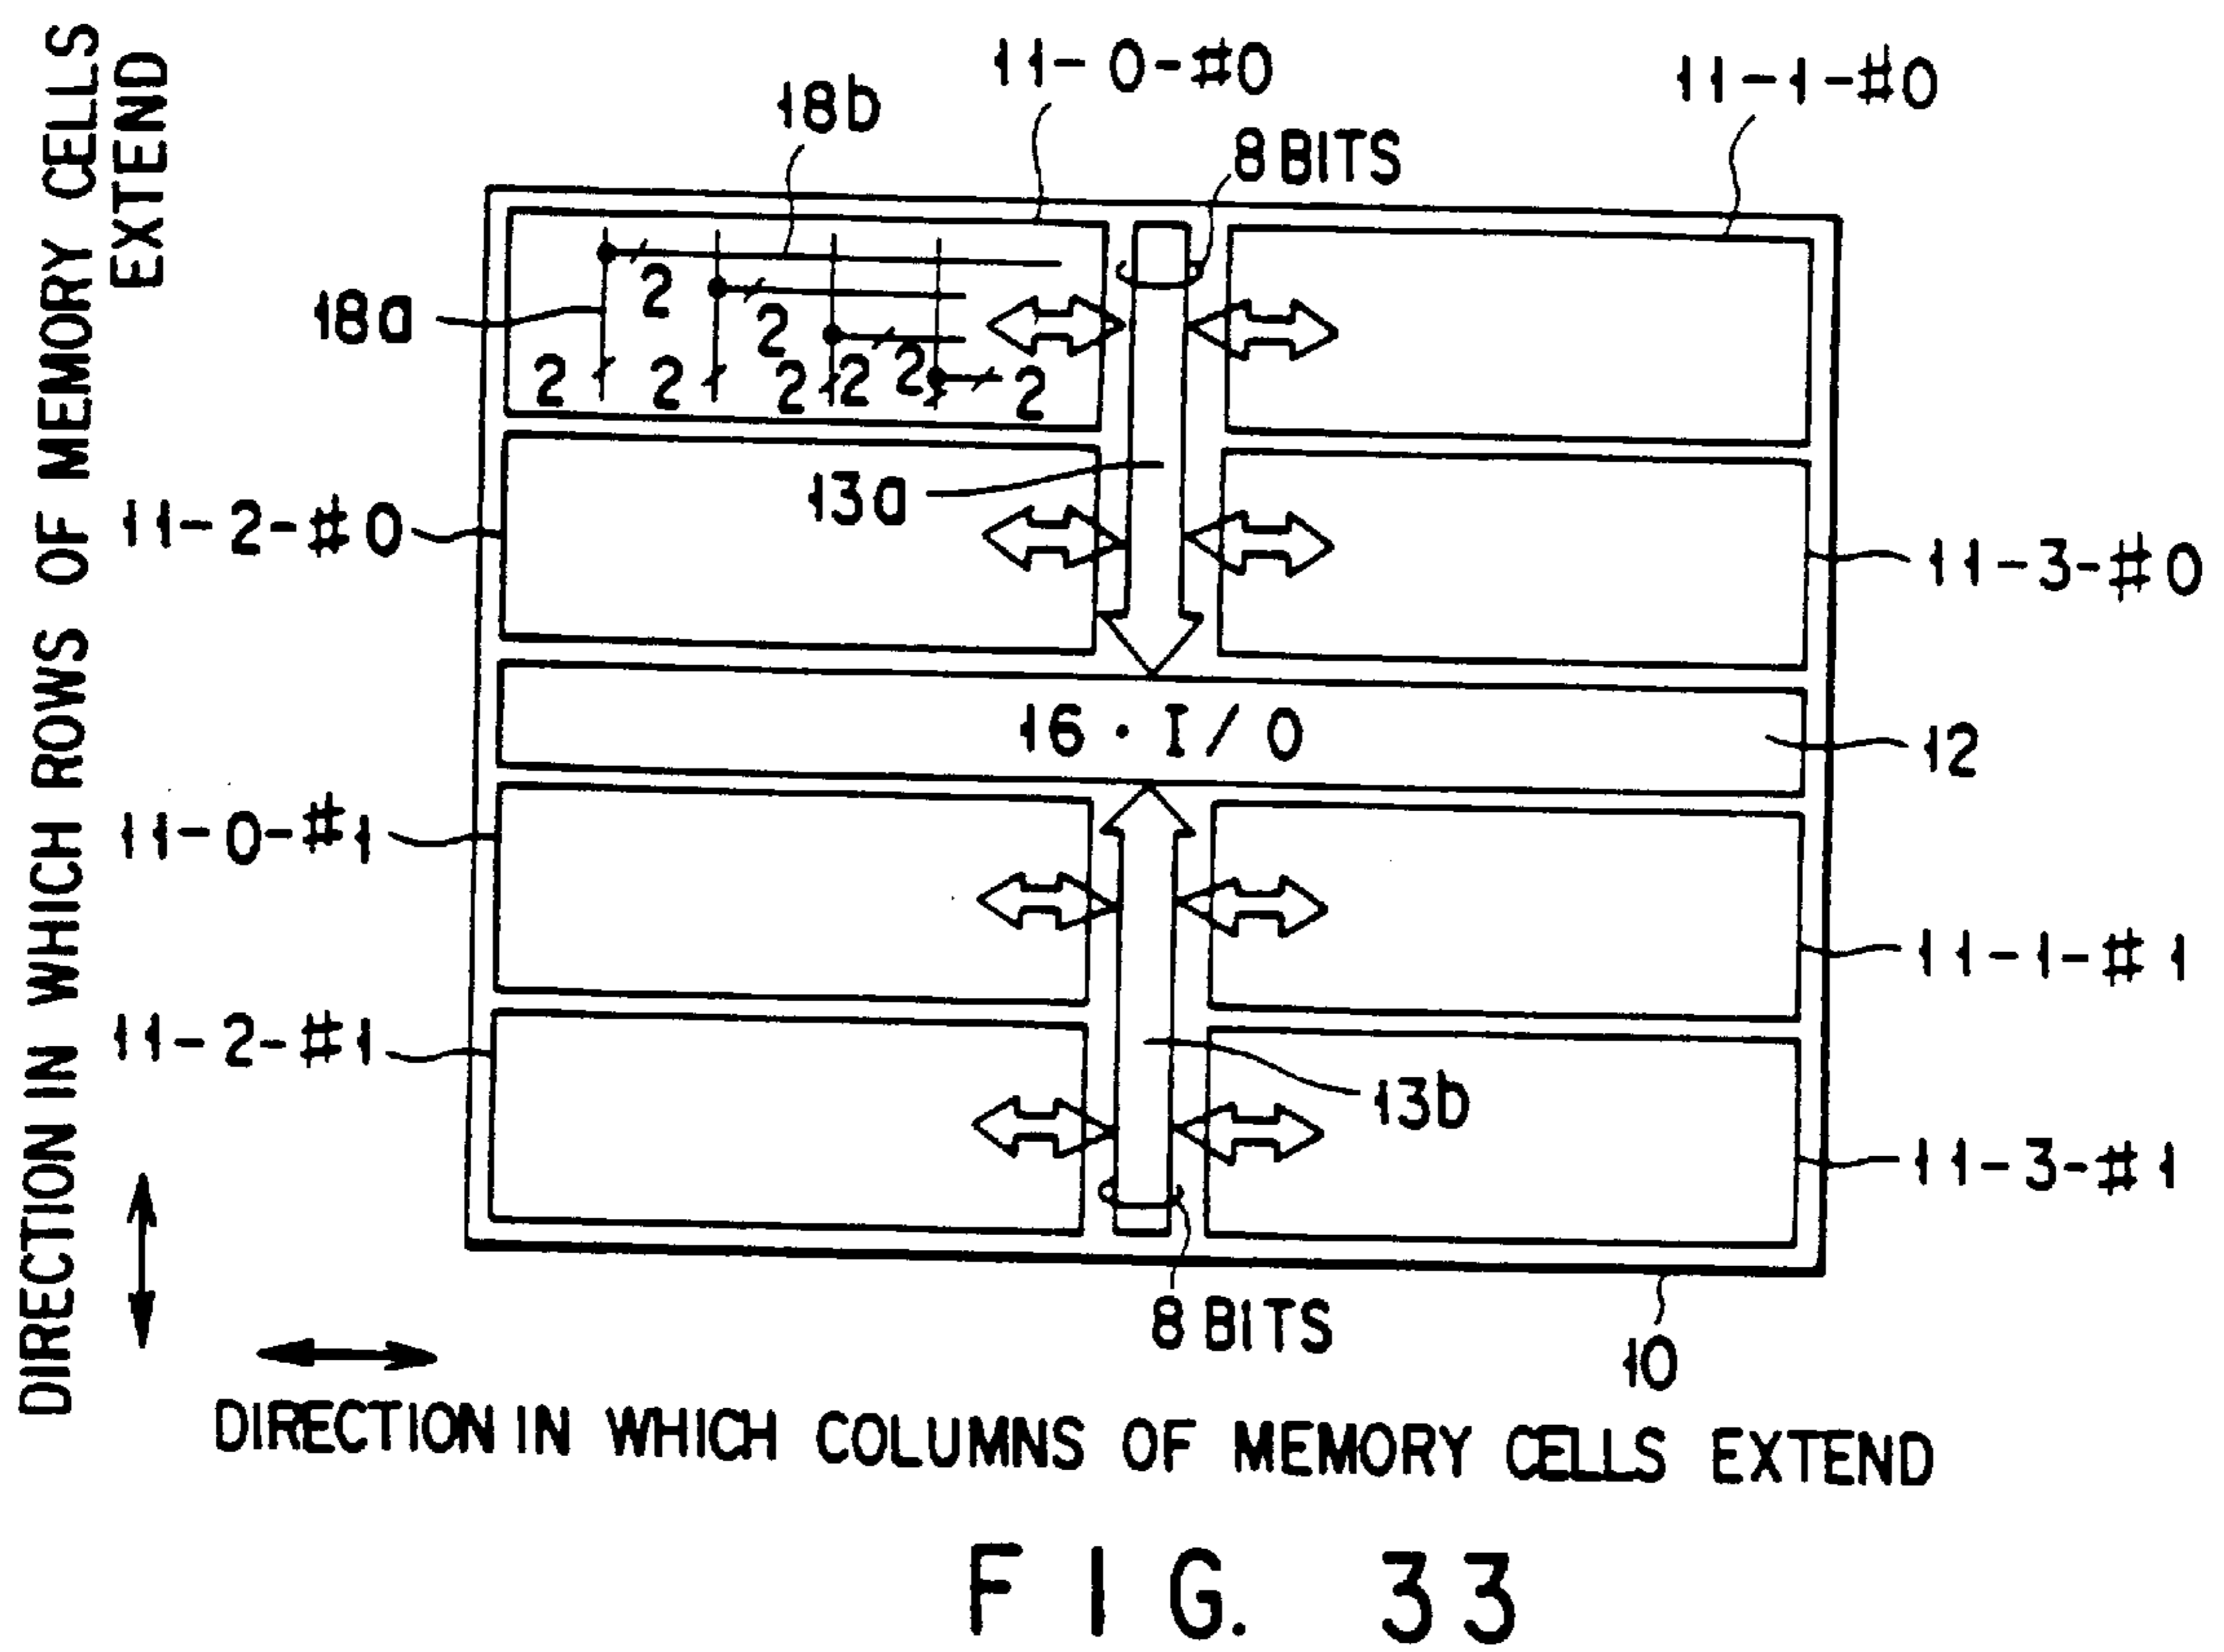 DIRECTION IN WHICH ROWS OF MEMORY CELLS
EXTEND
11-0-#0
11-1-#0
18b
8 BITS
18a
2
2
2
2
2
2
2
2
13a
11-2-#0
11-3-#0
16・I/O
12
11-0-#1
11-1-#1
11-2-#1
13b
11-3-#1
8 BITS
10
DIRECTION IN WHICH COLUMNS OF MEMORY CELLS EXTEND
FIG. 33